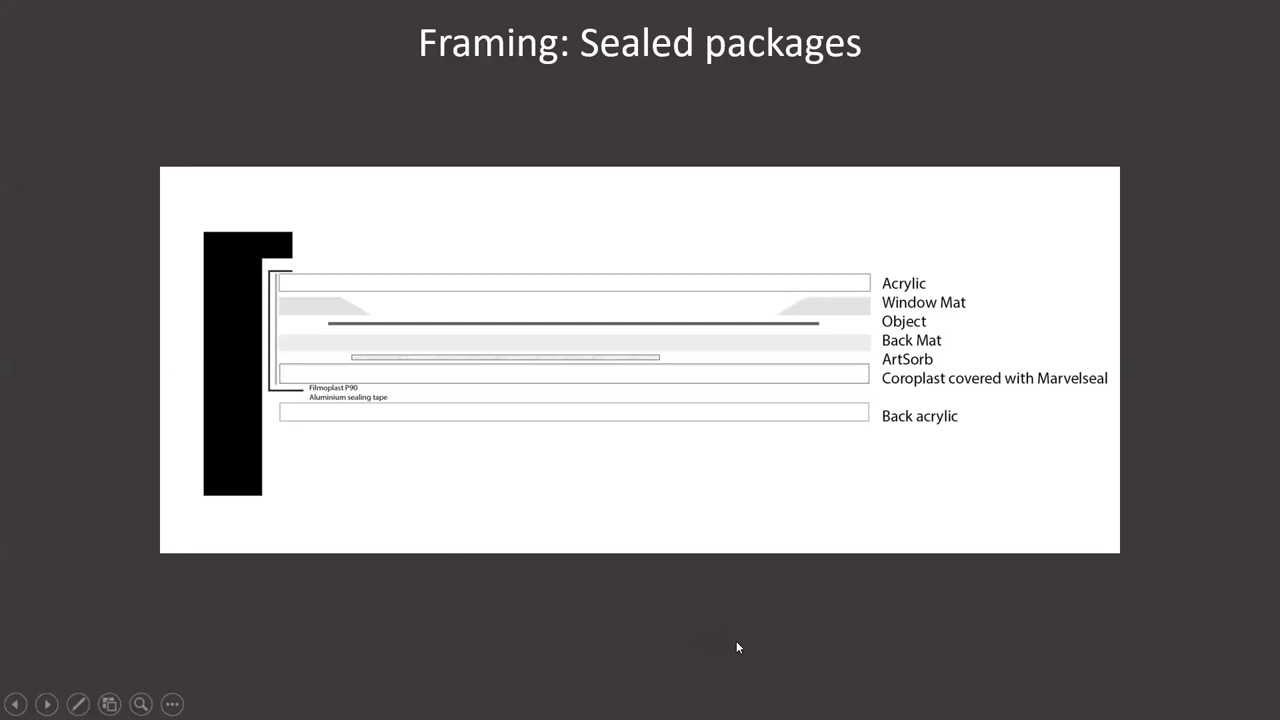 Framing: Sealed packages
Acrylic
Window Mat
Object
Back Mat
ArtSorb
Coroplast covered with Marvelseal
Filmoplast P90
Aluminium sealing tape
Back acrylic